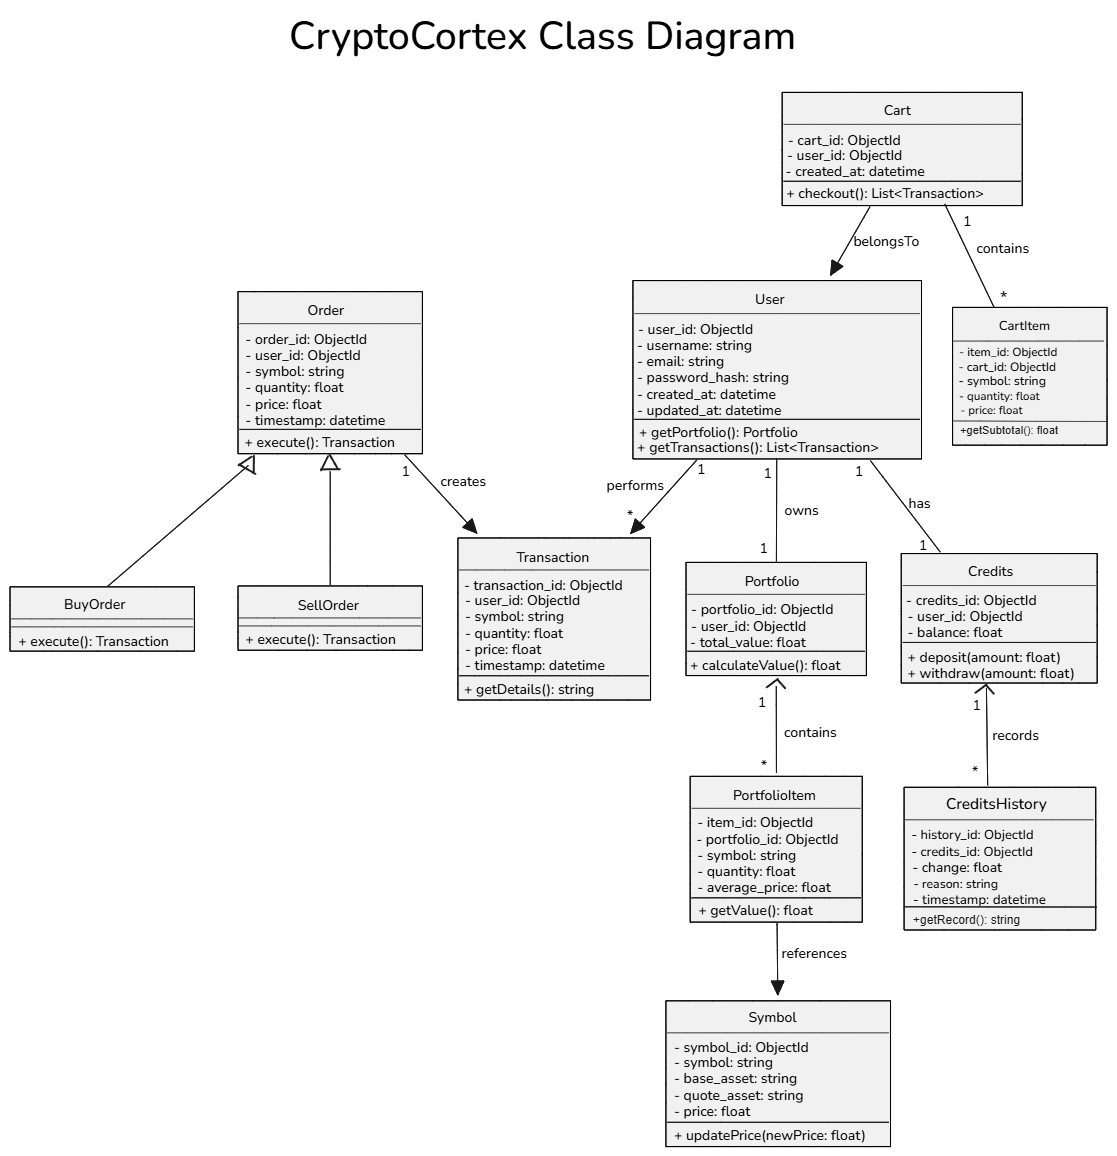 CryptoCortex Class Diagram
Cart
- cart_id: ObjectId
- user_id: ObjectId
- created_at: datetime
+ checkout(): List<Transaction>
belongsTo
1
contains
*
User
- user_id: ObjectId
- username: string
- email: string
- password_hash: string
- created_at: datetime
- updated_at: datetime
+ getPortfolio(): Portfolio
+ getTransactions(): List<Transaction>
CartItem
- item_id: ObjectId
- cart_id: ObjectId
- symbol: string
- quantity: float
- price: float
+getSubtotal(): float
Order
- order_id: ObjectId
- user_id: ObjectId
- symbol: string
- quantity: float
- price: float
- timestamp: datetime
+ execute(): Transaction
1
creates
1
performs
*
1
owns
1
1
has
1
BuyOrder
+ execute(): Transaction
SellOrder
+ execute(): Transaction
Transaction
- transaction_id: ObjectId
- user_id: ObjectId
- symbol: string
- quantity: float
- price: float
- timestamp: datetime
+ getDetails(): string
Portfolio
- portfolio_id: ObjectId
- user_id: ObjectId
- total_value: float
+ calculateValue(): float
Credits
- credits_id: ObjectId
- user_id: ObjectId
- balance: float
+ deposit(amount: float)
+ withdraw(amount: float)
1
contains
*
1
records
*
PortfolioItem
- item_id: ObjectId
- portfolio_id: ObjectId
- symbol: string
- quantity: float
- average_price: float
+ getValue(): float
CreditsHistory
- history_id: ObjectId
- credits_id: ObjectId
- change: float
- reason: string
- timestamp: datetime
+getRecord(): string
references
Symbol
- symbol_id: ObjectId
- symbol: string
- base_asset: string
- quote_asset: string
- price: float
+ updatePrice(newPrice: float)